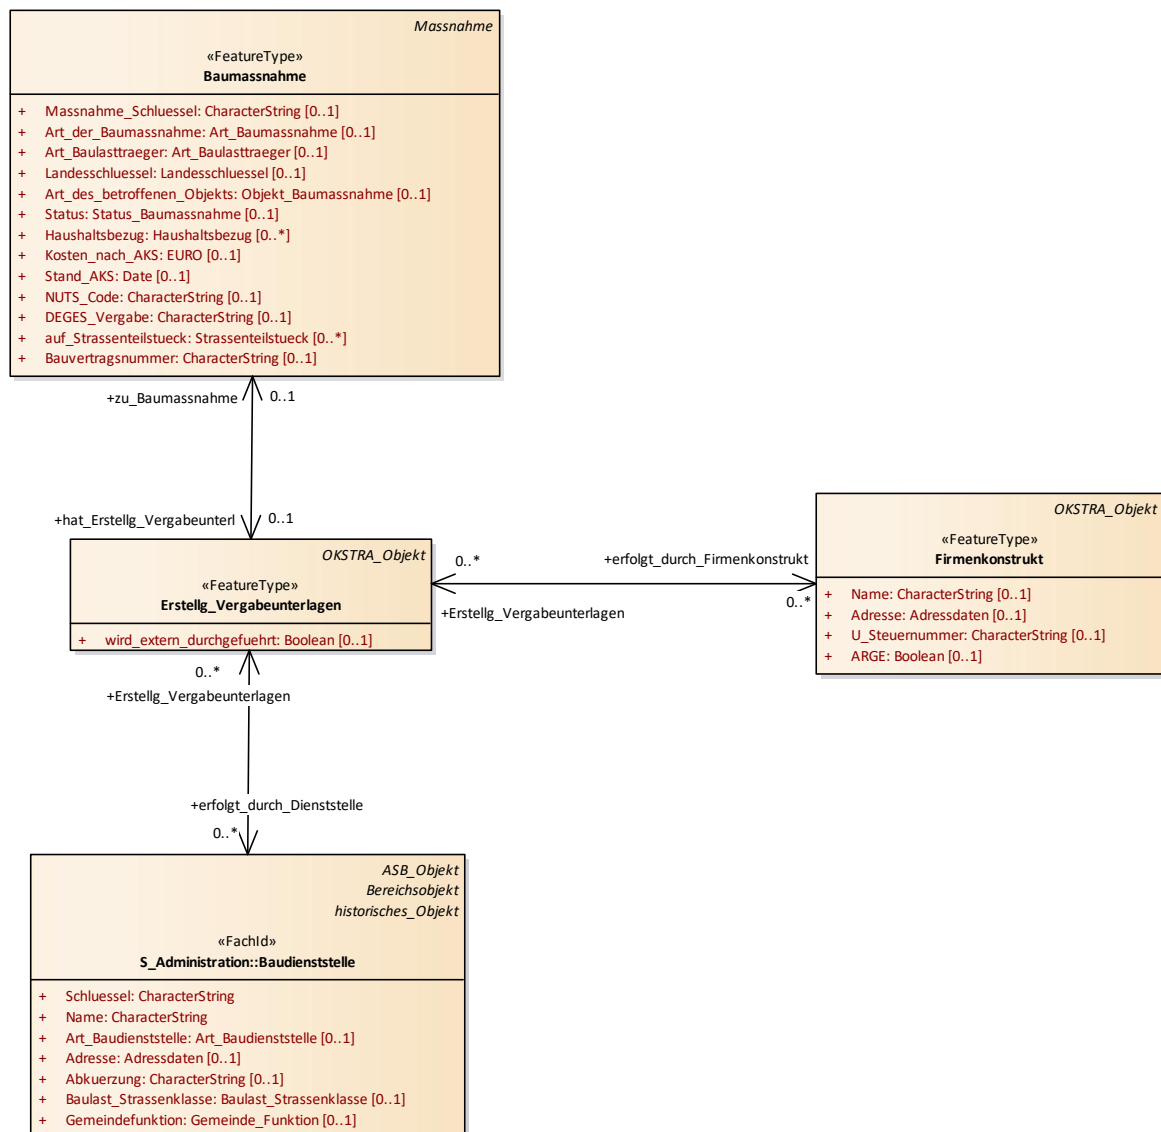 Massnahme
«FeatureType»
Baumassnahme
+ Massnahme_Schluessel: CharacterString [0..1]
+ Art_der_Baumassnahme: Art_Baumassnahme [0..1]
+ Art_Baulasttraeger: Art_Baulasttraeger [0..1]
+ Landesschluessel: Landesschluessel [0..1]
+ Art_des_betroffenen_Objekts: Objekt_Baumassnahme [0..1]
+ Status: Status_Baumassnahme [0..1]
+ Haushaltsbezug: Haushaltsbezug [0..*]
+ Kosten_nach_AKS: EURO [0..1]
+ Stand_AKS: Date [0..1]
+ NUTS_Code: CharacterString [0..1]
+ DEGES_Vergabe: CharacterString [0..1]
+ auf_Strassenteilstueck: Strassenteilstueck [0..*]
+ Bauvertragsnummer: CharacterString [0..1]
+zu_Baumassnahme 0..1
+hat_Erstellg_Vergabeunterl 0..1
OKSTRA_Objekt
«FeatureType»
Erstellg_Vergabeunterlagen
+ wird_extern_durchgefuehrt: Boolean [0..1]
0..* +erfolgt_durch_Firmenkonstrukt
+Erstellg_Vergabeunterlagen 0..*
OKSTRA_Objekt
«FeatureType»
Firmenkonstrukt
+ Name: CharacterString [0..1]
+ Adresse: Adressdaten [0..1]
+ U_Steuernummer: CharacterString [0..1]
+ ARGE: Boolean [0..1]
0..*
+Erstellg_Vergabeunterlagen
+erfolgt_durch_Dienststelle
0..*
ASB_Objekt
Bereichsobjekt
historisches_Objekt
«FachId»
S_Administration::Baudienststelle
+ Schluessel: CharacterString
+ Name: CharacterString
+ Art_Baudienststelle: Art_Baudienststelle [0..1]
+ Adresse: Adressdaten [0..1]
+ Abkuerzung: CharacterString [0..1]
+ Baulast_Strassenklasse: Baulast_Strassenklasse [0..1]
+ Gemeindefunktion: Gemeinde_Funktion [0..1]